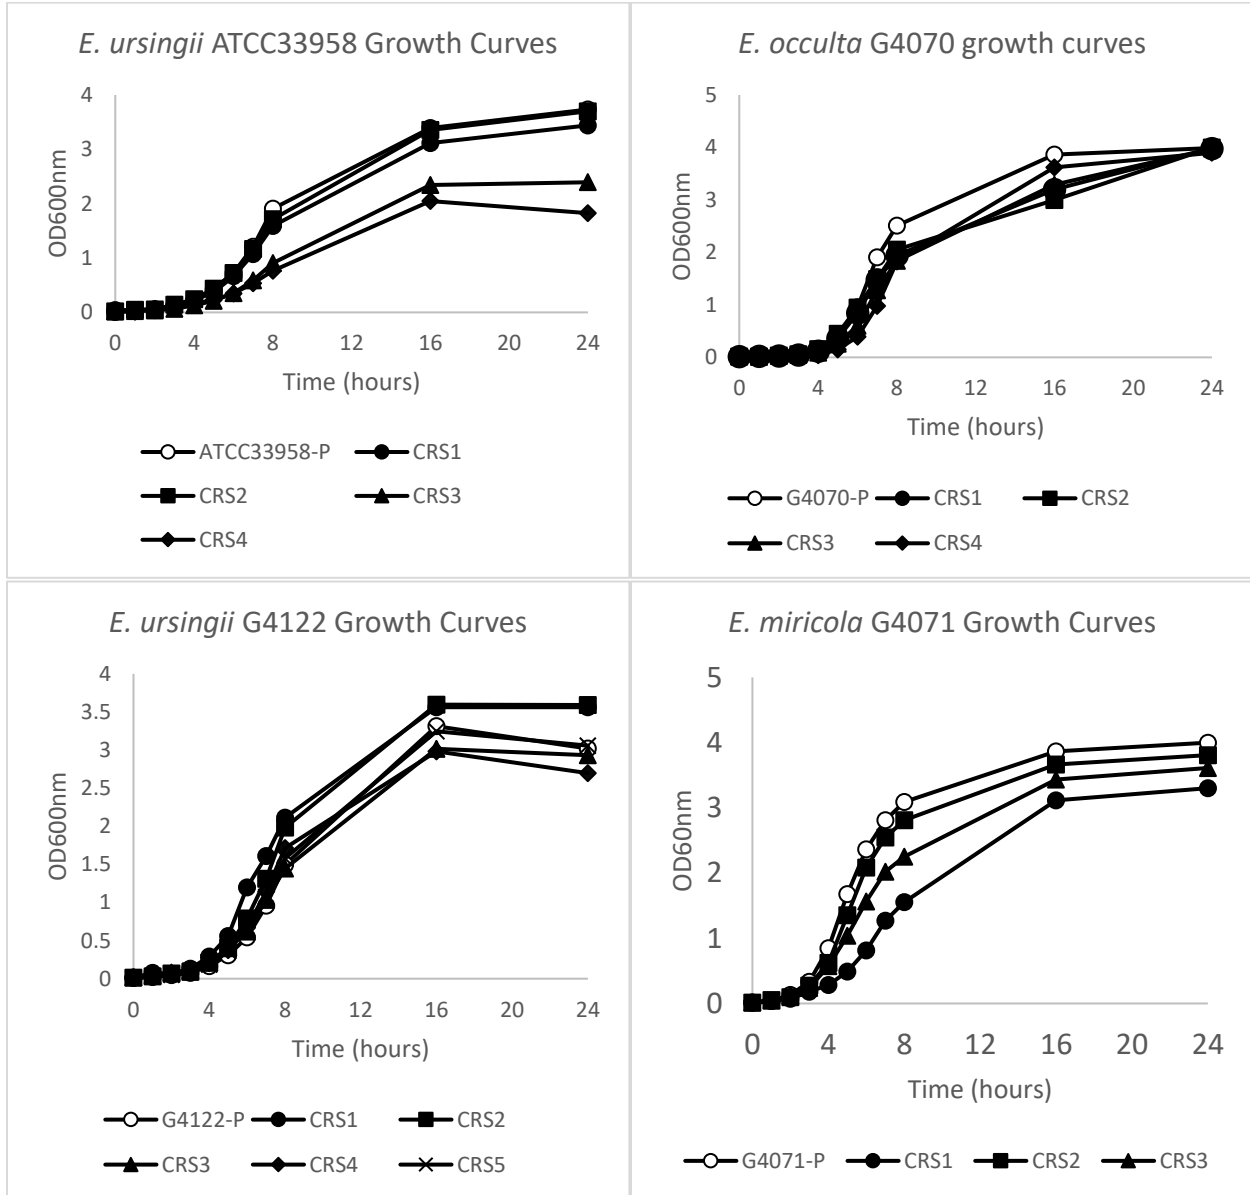 E. ursingii ATCC33958 Growth Curves
4
3
2
1
0
OD600nm
0 4 8 12 16 20 24
Time (hours)
ATCC33958-P CRS1
CRS2 CRS3
CRS4
E. occulta G4070 growth curves
5
4
3
2
1
0
OD600nm
0 4 8 12 16 20 24
Time (hours)
G4070-P CRS1 CRS2
CRS3 CRS4
E. ursingii G4122 Growth Curves
4
3.5
3
2.5
2
1.5
1
0.5
0
OD600nm
0 4 8 12 16 20 24
Time (hours)
G4122-P CRS1 CRS2
CRS3 CRS4 CRS5
E. miricola G4071 Growth Curves
5
4
3
2
1
0
OD60nm
0 4 8 12 16 20 24
Time (hours)
G4071-P CRS1 CRS2 CRS3